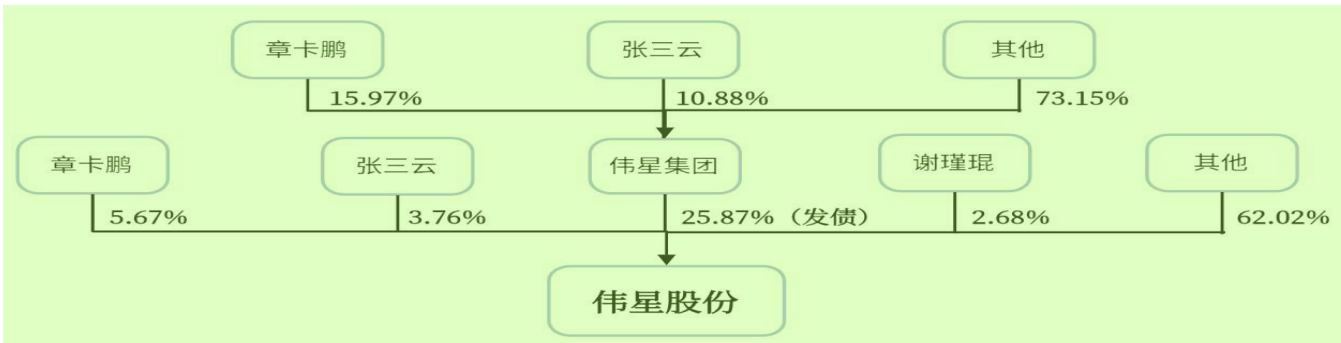 章卡鹏 张三云 其他
15.97% 10.88% 73.15%
章卡鹏 张三云 伟星集团 谢瑾琨 其他
5.67% 3.76% 25.87%（发债） 2.68% 62.02%
伟星股份